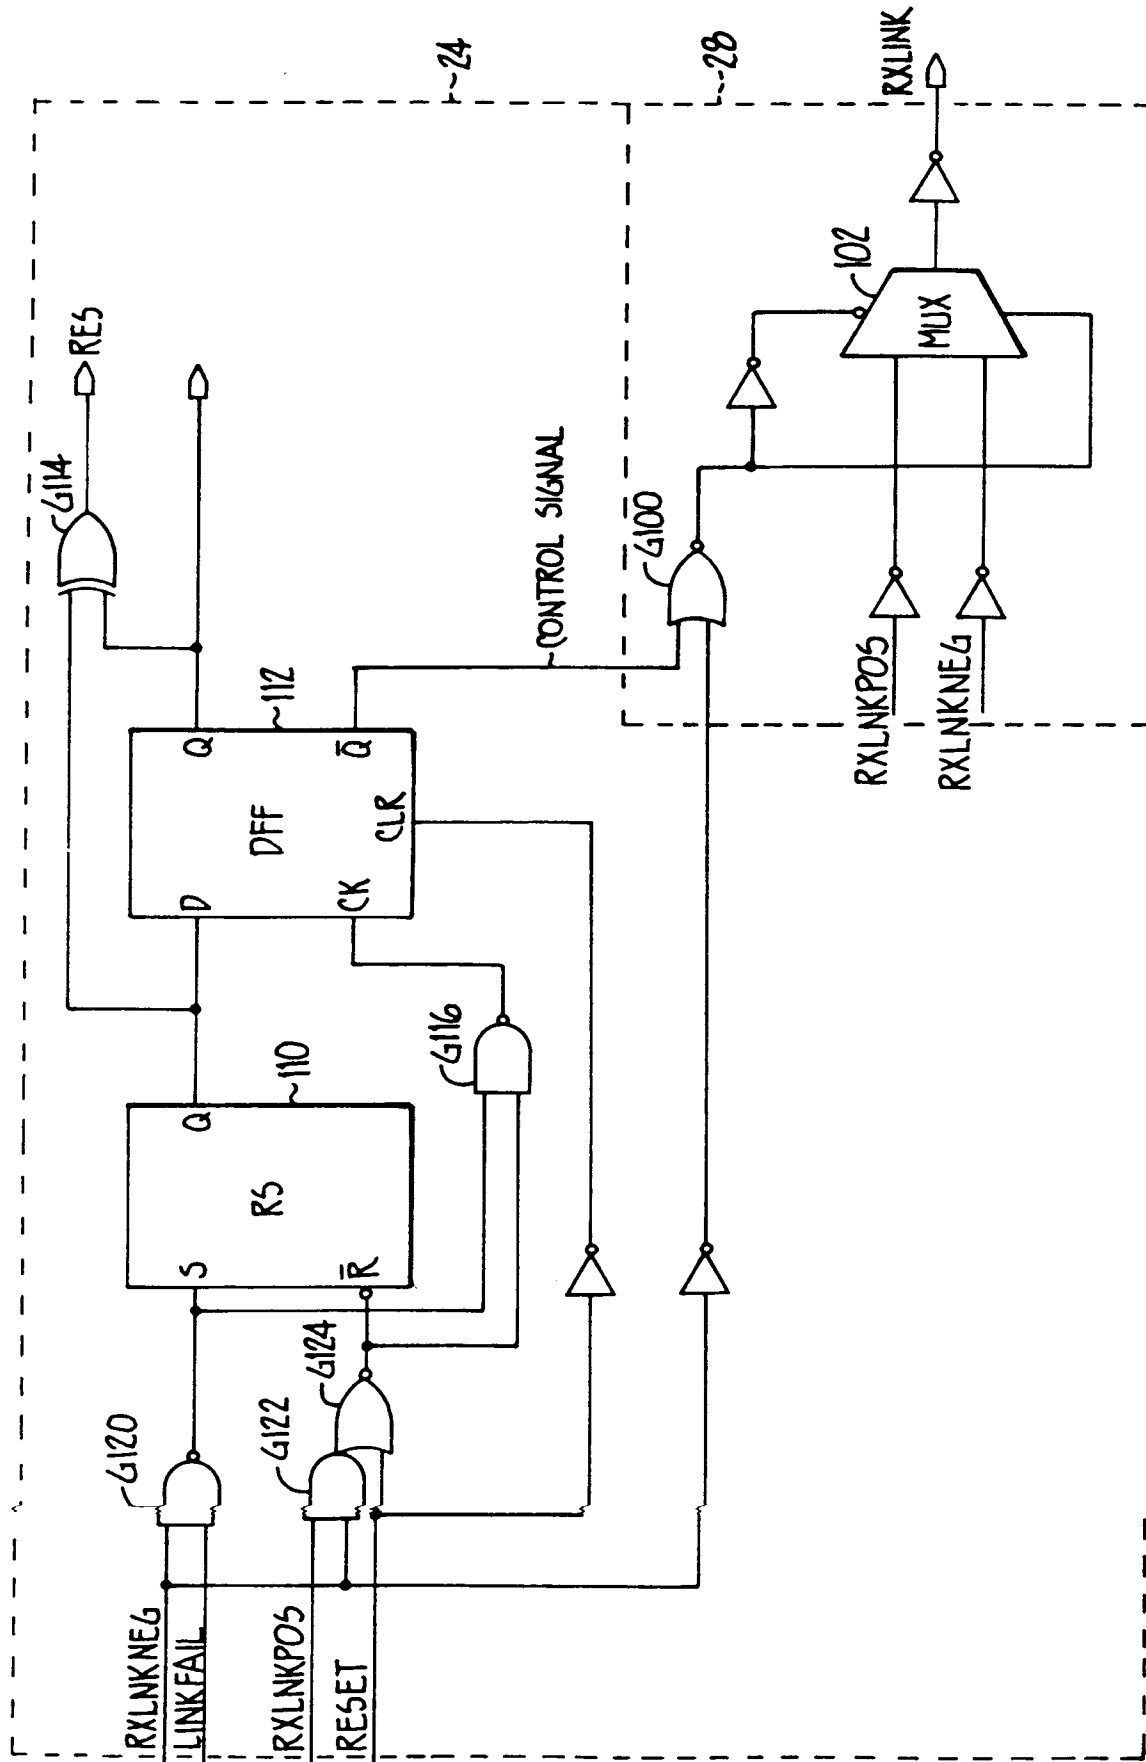 RXLNKNEG
LINKFAIL
RXLNKPOS
RESET
G120
G122
G124
S
R̅
RS
Q
110
G116
D
CK
DFF
CLR
Q
Q̅
112
G114
RES
CONTROL SIGNAL
24
G100
RXLNKPOS
RXLNKNEG
MUX
102
RXLINK
28